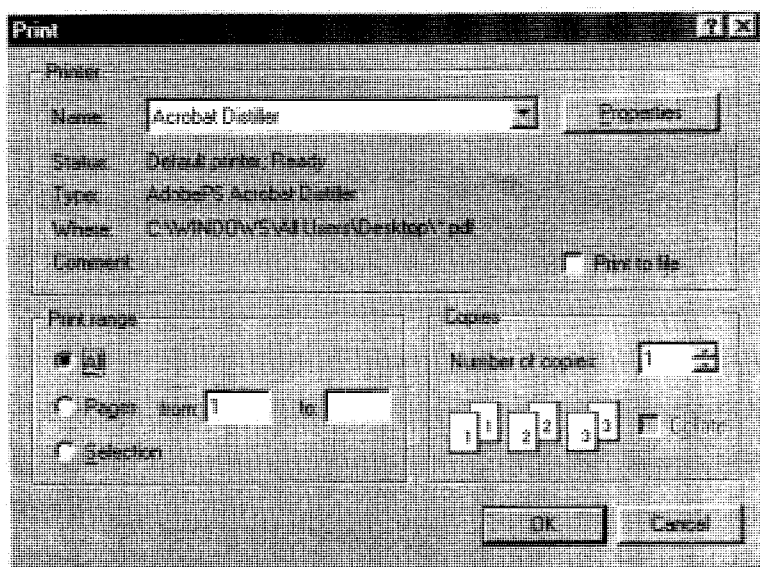 Print
Printer
Name: Acrobat Distiller Properties
Status: Default printer; Ready
Type: AdobePS Acrobat Distiller
Where: C:\WINDOWS\All Users\Desktop\*.pdf
Comment: Print to file
Print range
All
Pages from: 1 to:
Selection
Copies
Number of copies: 1
1 1 2 2 3 3 Collate
OK Cancel